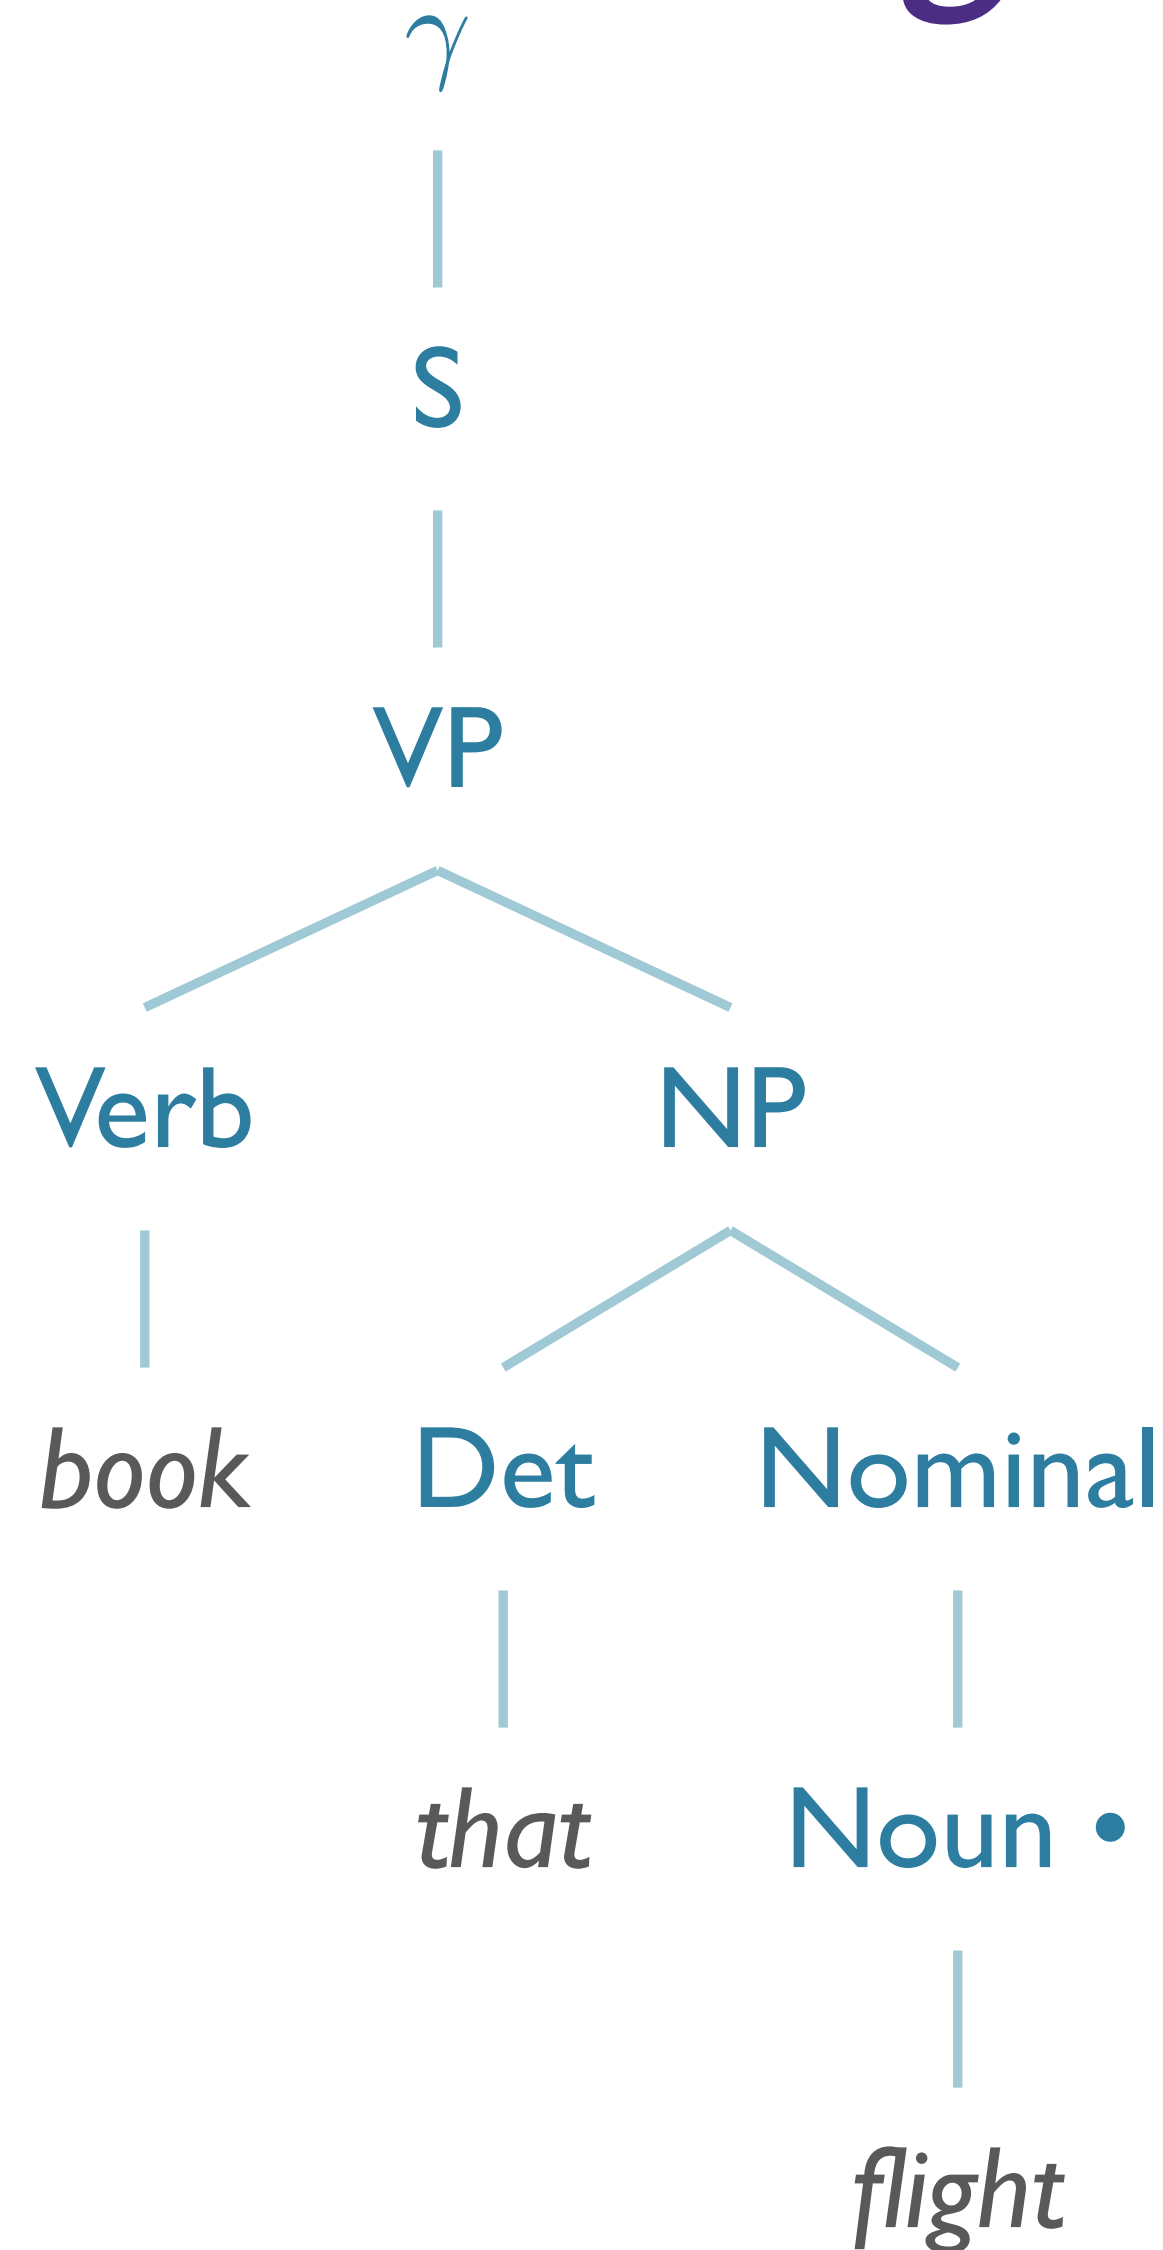 γ
S
VP
Verb NP
book Det Nominal
that Noun •
flight